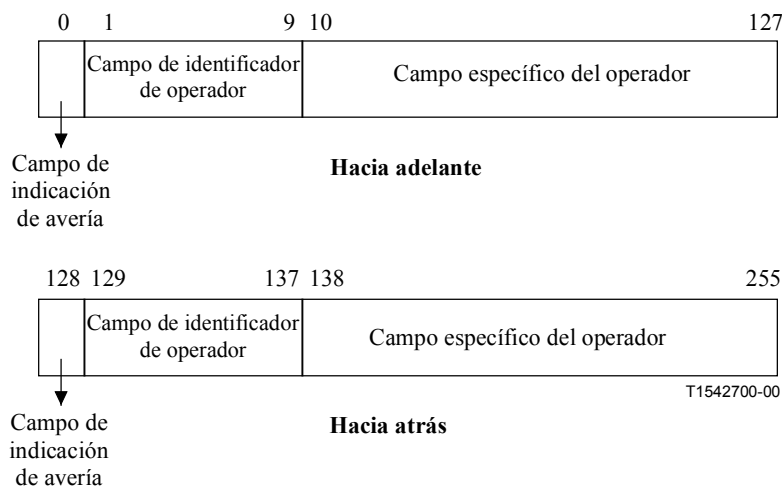 0 1 9 10 127
Campo de identificador
de operador
Campo específico del operador
Campo de
indicación
de avería
Hacia adelante
128 129 137 138 255
Campo de identificador
de operador
Campo específico del operador
T1542700-00
Campo de
indicación
de avería
Hacia atrás